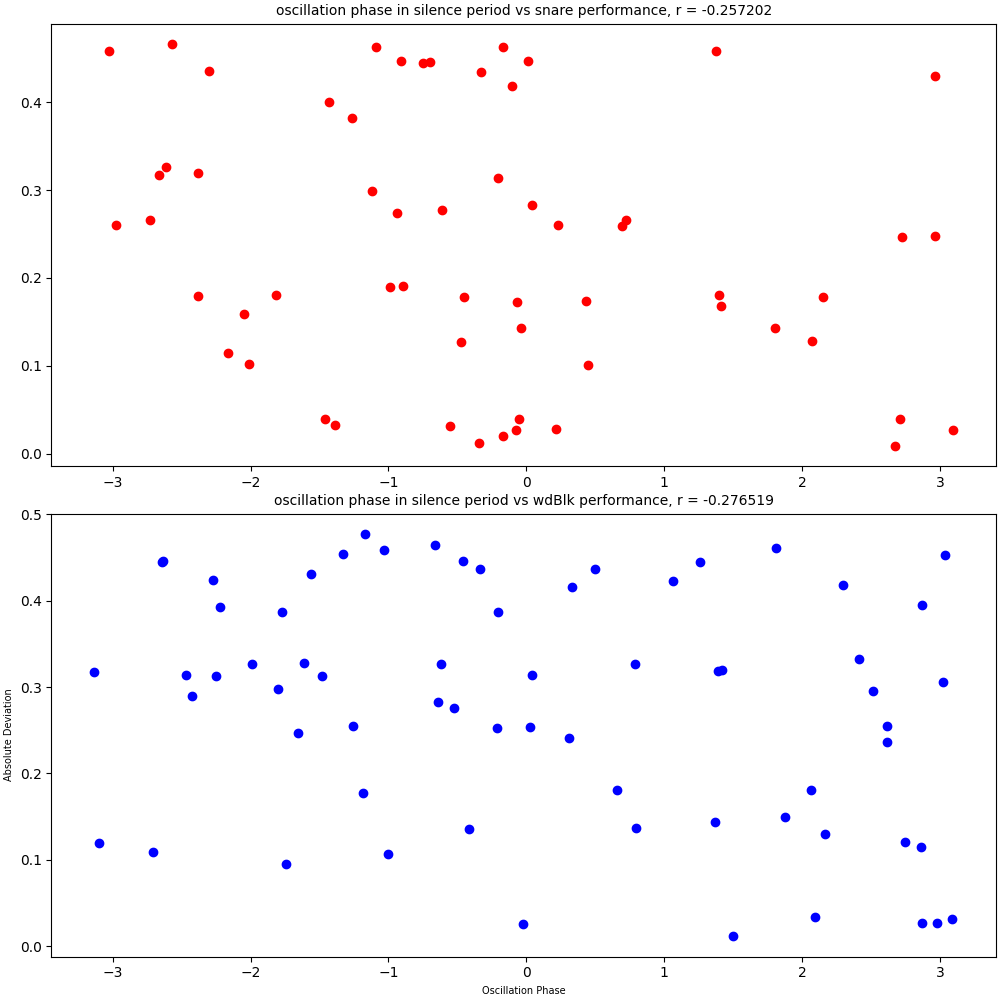 oscillation phase in silence period vs snare performance, r = -0.257202
0.4
0.3
0.2
0.1
0.0
−3 −2 −1 0 1 2 3
oscillation phase in silence period vs wdBlk performance, r = -0.276519
0.5
0.4
0.3
0.2
0.1
0.0
Absolute Deviation
−3 −2 −1 0 1 2 3
Oscillation Phase